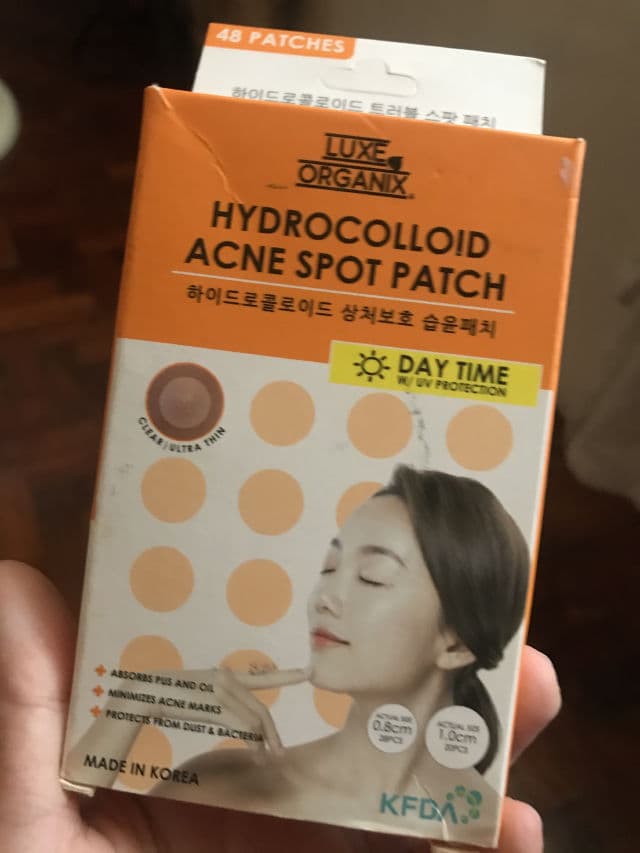 48 PATCHES
하이드로콜로이드 트러블 스팟 패치
LUXE
ORGANIX
HYDROCOLLOID
ACNE SPOT PATCH
하이드로콜로이드 상처보호 습윤패치
DAY TIME
W/ UV PROTECTION
CLEAR | ULTRA THIN
ABSORBS PUS AND OIL
MINIMIZES ACNE MARKS
PROTECTS FROM DUST & BACTERIA
ACTUAL SIZE
0.8cm
28PCS
ACTUAL SIZE
1.0cm
20PCS
MADE IN KOREA
KFDA